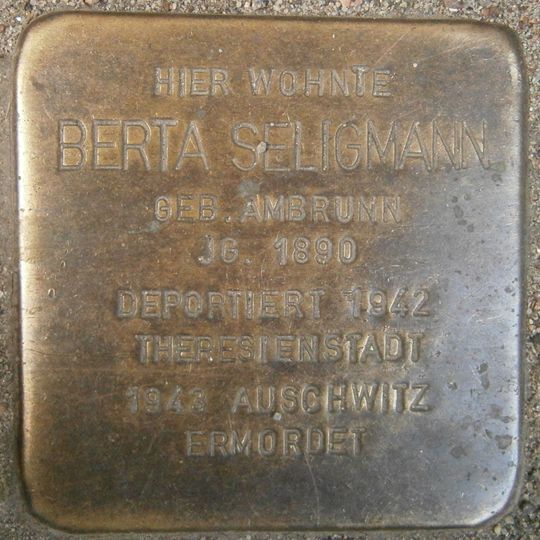 HIER WOHNTE
BERTA SELIGMANN
GEB. AMBRUNN
JG. 1890
DEPORTIERT 1942
THERESIENSTADT
1943 AUSCHWITZ
ERMORDET